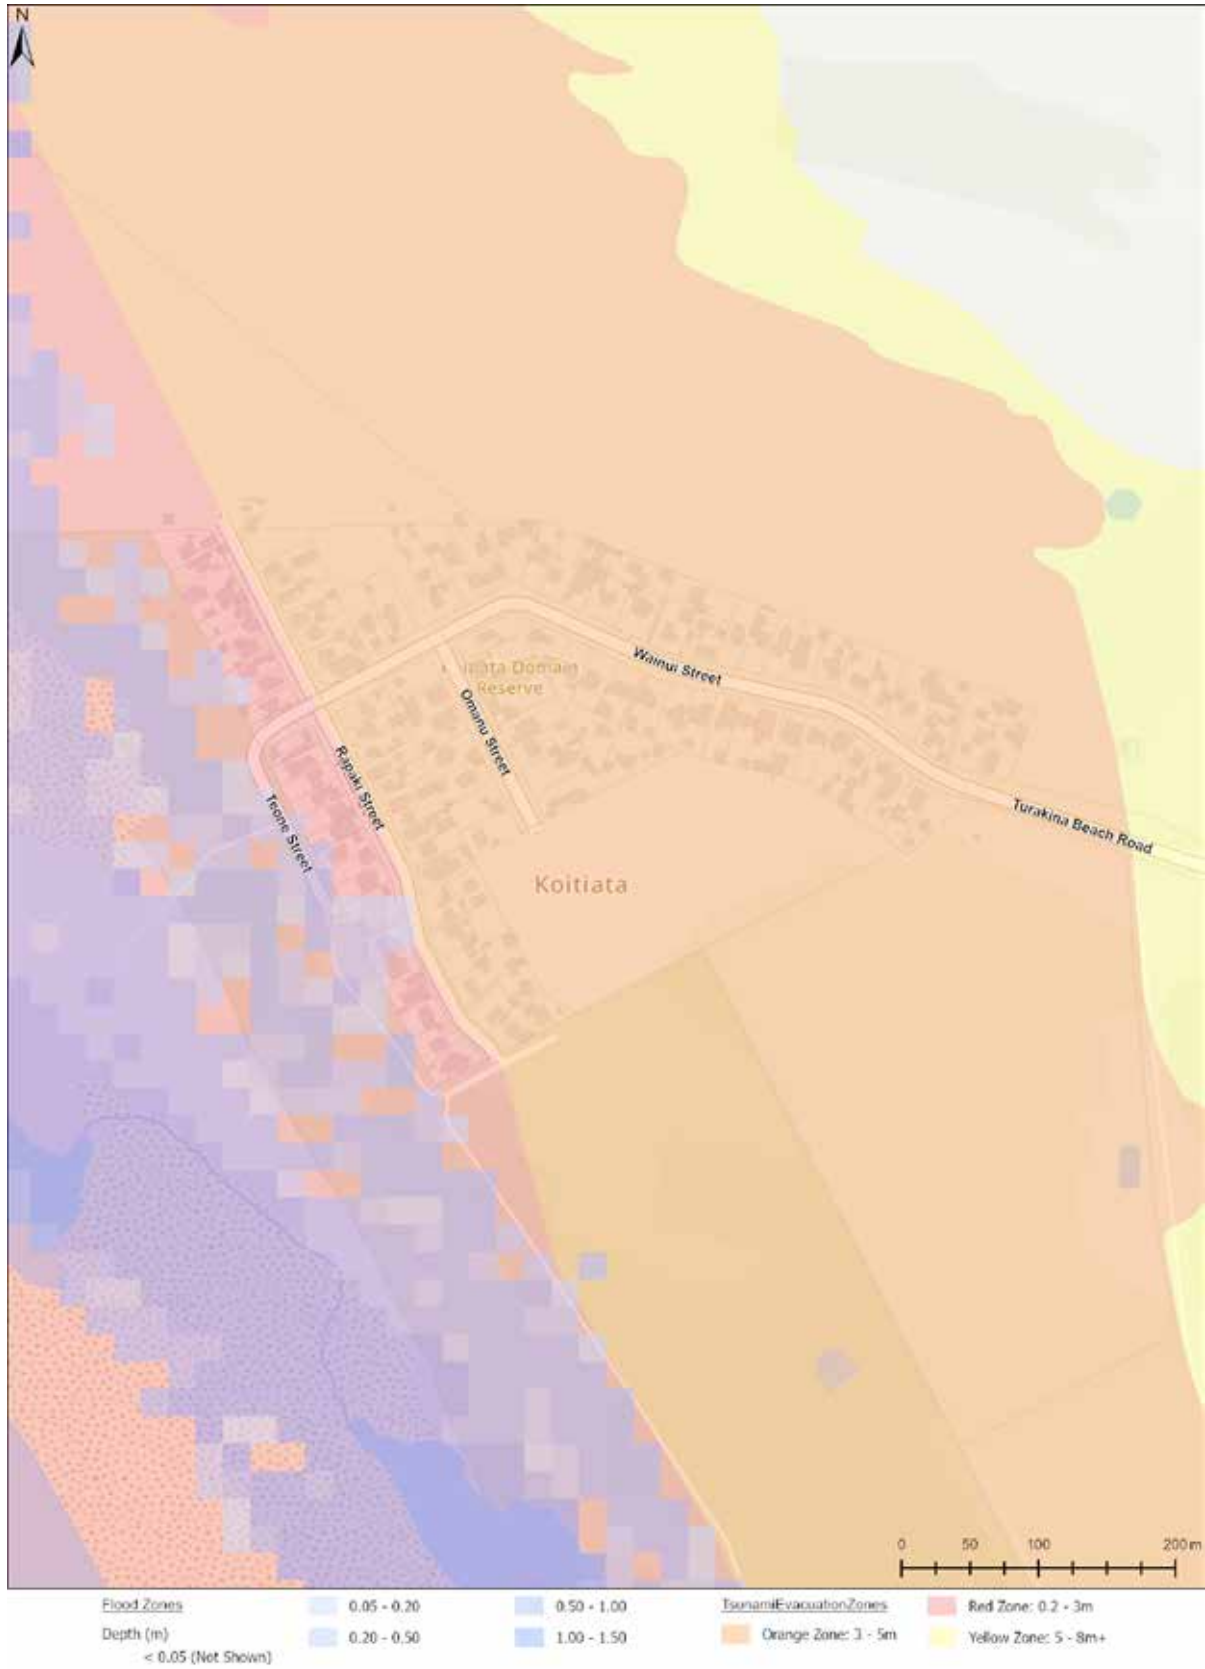 N
Wainui Street
Domain
Reserve
Omanu Street
Rapaki Street
Teone Street
Turakina Beach Road
Koitiata
0 50 100 200 m
Flood Zones
Depth (m)
< 0.05 (Not Shown)
0.05 - 0.20
0.20 - 0.50
0.50 - 1.00
1.00 - 1.50
TsunamiEvacuationZones
Orange Zone: 3 - 5m
Red Zone: 0.2 - 3m
Yellow Zone: 5 - 8m+